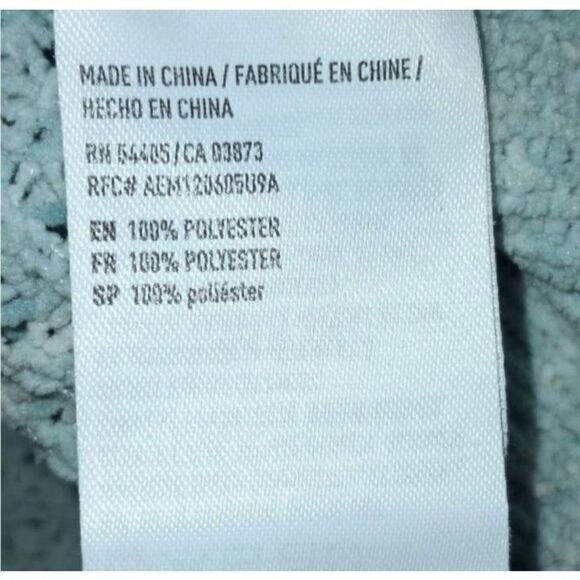 MADE IN CHINA / FABRIQUÉ EN CHINE /
HECHO EN CHINA
RN 54405 / CA 03873
RFC# AEM120605U9A
EN 100% POLYESTER
FR 100% POLYESTER
SP 100% poliéster